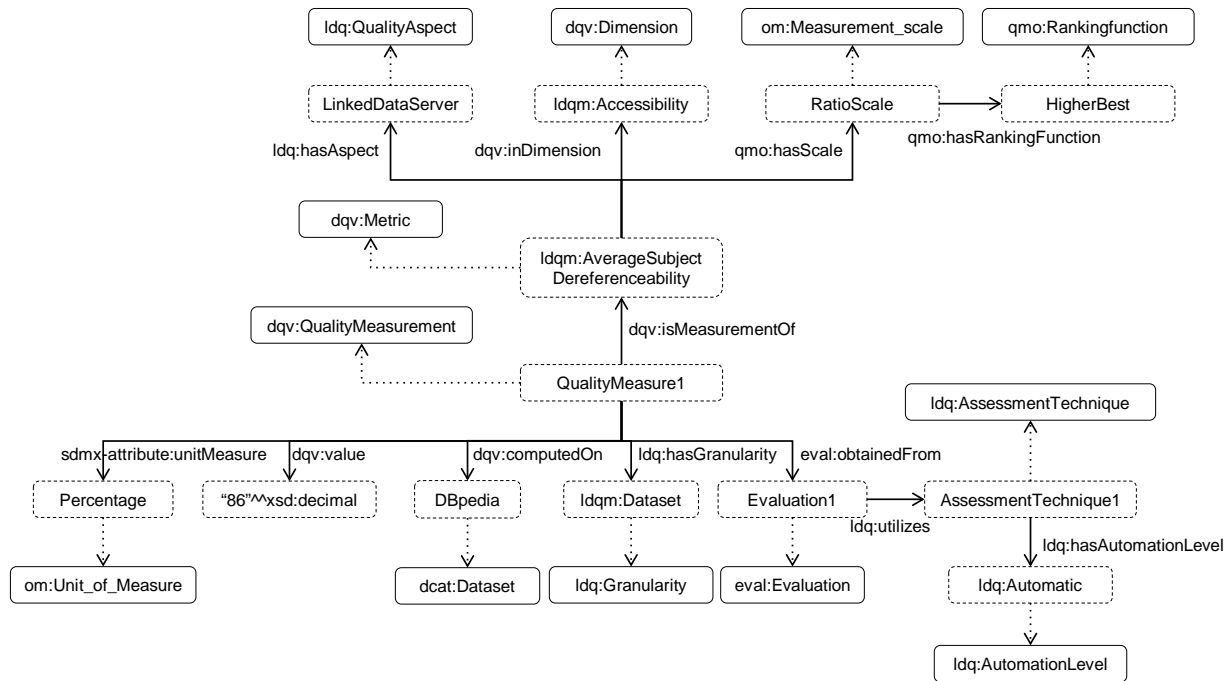 ldq:QualityAspect
dqv:Dimension
om:Measurement_scale
qmo:Rankingfunction
LinkedDataServer
ldqm:Accessibility
RatioScale
HigherBest
qmo:hasRankingFunction
ldq:hasAspect
dqv:inDimension
qmo:hasScale
dqv:Metric
ldqm:AverageSubject
Dereferenceability
dqv:QualityMeasurement
dqv:isMeasurementOf
QualityMeasure1
ldq:AssessmentTechnique
sdmx-attribute:unitMeasure
dqv:value
dqv:computedOn
ldq:hasGranularity
eval:obtainedFrom
Percentage
“86”^^xsd:decimal
DBpedia
ldqm:Dataset
Evaluation1
AssessmentTechnique1
ldq:utilizes
ldq:hasAutomationLevel
om:Unit_of_Measure
dcat:Dataset
ldq:Granularity
eval:Evaluation
ldq:Automatic
ldq:AutomationLevel